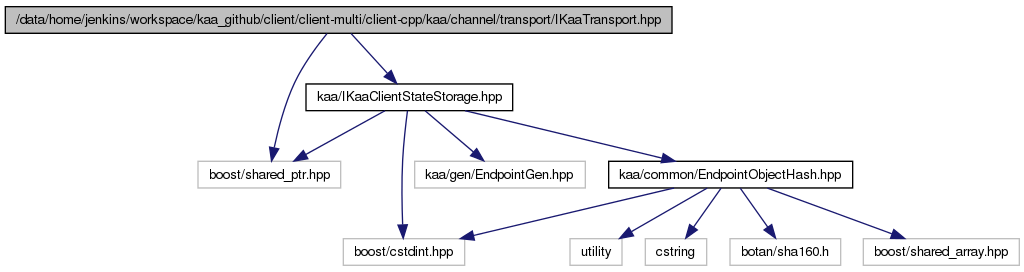 /data/home/jenkins/workspace/kaa_github/client/client-multi/client-cpp/kaa/channel/transport/IKaaTransport.hpp
kaa/IKaaClientStateStorage.hpp
boost/shared_ptr.hpp
kaa/gen/EndpointGen.hpp
kaa/common/EndpointObjectHash.hpp
boost/cstdint.hpp
utility
cstring
botan/sha160.h
boost/shared_array.hpp